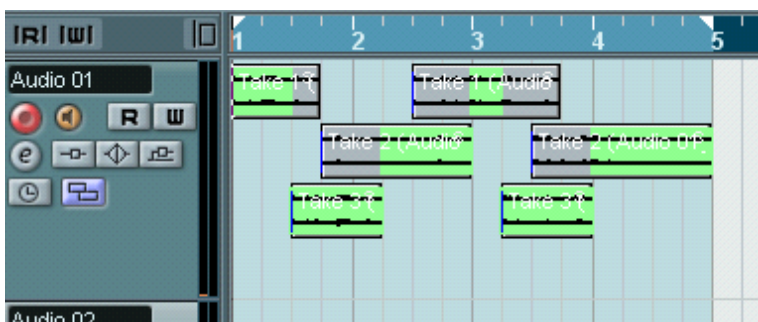 R W
1 2 3 4 5
Audio 01
Take 1 ( Take 1 (Audio
R W
Take 2 (Audio Take 2 (Audio 01
e
Take 3 ( Take 3 (
Audio 02